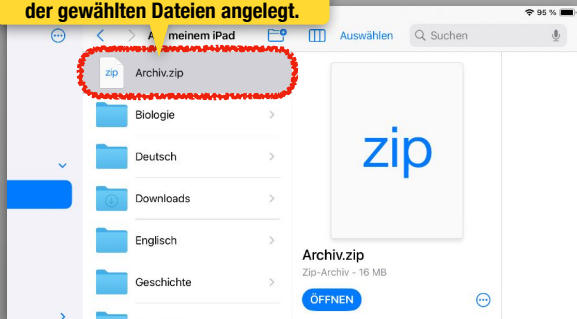 der gewählten Dateien angelegt.
95 %
meinem iPad
Auswählen
Suchen
zip
Archiv.zip
Biologie
Deutsch
Downloads
Englisch
Geschichte
zip
Archiv.zip
Zip-Archiv - 16 MB
ÖFFNEN